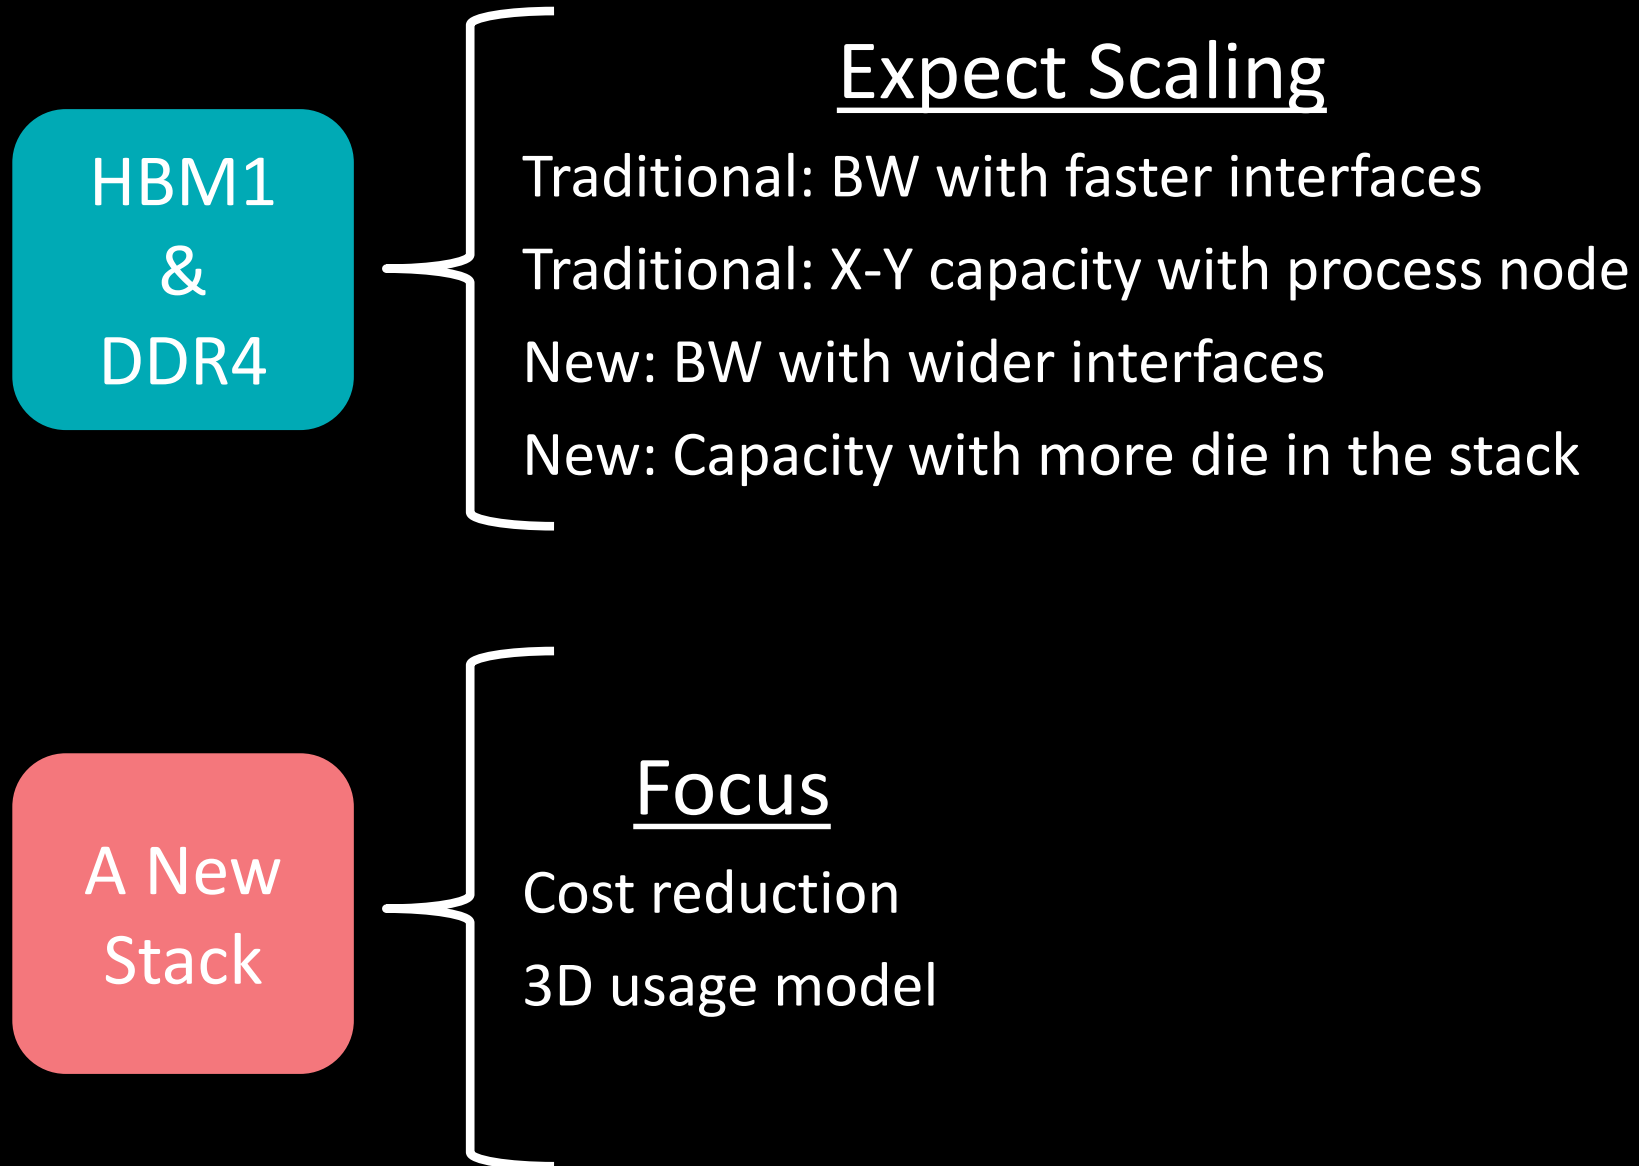 HBM1
&
DDR4
Expect Scaling
Traditional: BW with faster interfaces
Traditional: X-Y capacity with process node
New: BW with wider interfaces
New: Capacity with more die in the stack
A New
Stack
Focus
Cost reduction
3D usage model